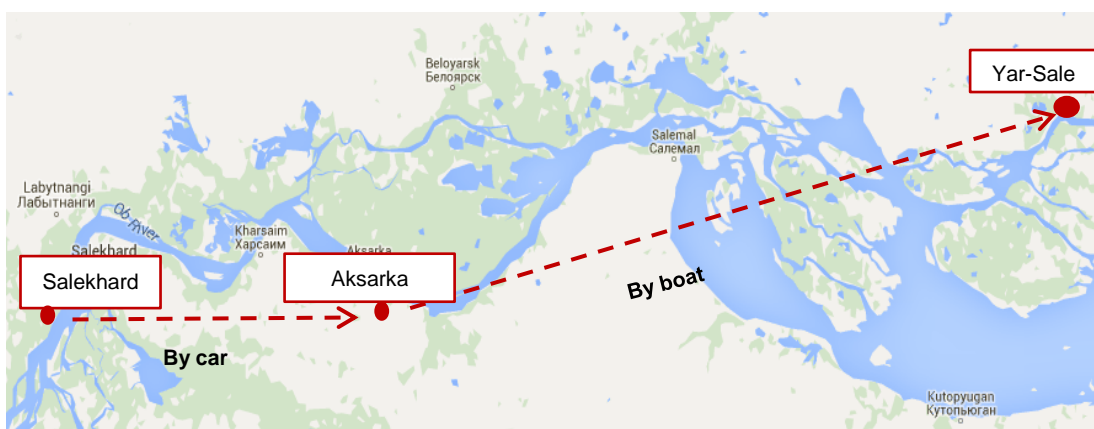 Beloyarsk
Белоярск
Yar-Sale
Salemal
Салемал
Labytnangi
Лабытнанги
Ob River
Kharsaim
Харсаим
Salekhard
Aksarka
Salekhard
Aksarka
By boat
By car
Kutopyugan
Кутопьюган